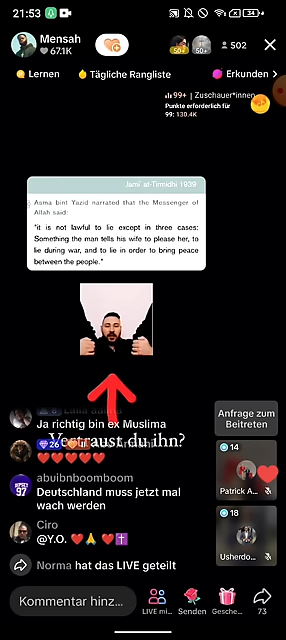 21:53
34
Mensah
67.1K
50+
50+
502
Lernen
Tägliche Rangliste
Erkunden >
99+ | Zuschauer*innen
Punkte erforderlich für
99: 130.4K
Jami` at-Tirmidhi 1939
Asma bint Yazid narrated that the Messenger of
Allah said:
"it is not lawful to lie except in three cases:
Something the man tells his wife to please her, to
lie during war, and to lie in order to bring peace
between the people."
Ja richtig bin ex Muslima
26
Vertraust du ihn?
abuibnboomboom
Deutschland muss jetzt mal
wach werden
Ciro
@Y.O.
Norma hat das LIVE geteilt
Anfrage zum
Beitreten
14
Patrick A...
18
Usherdo...
Kommentar hinz...
LIVE mi...
Senden
Gesche...
73